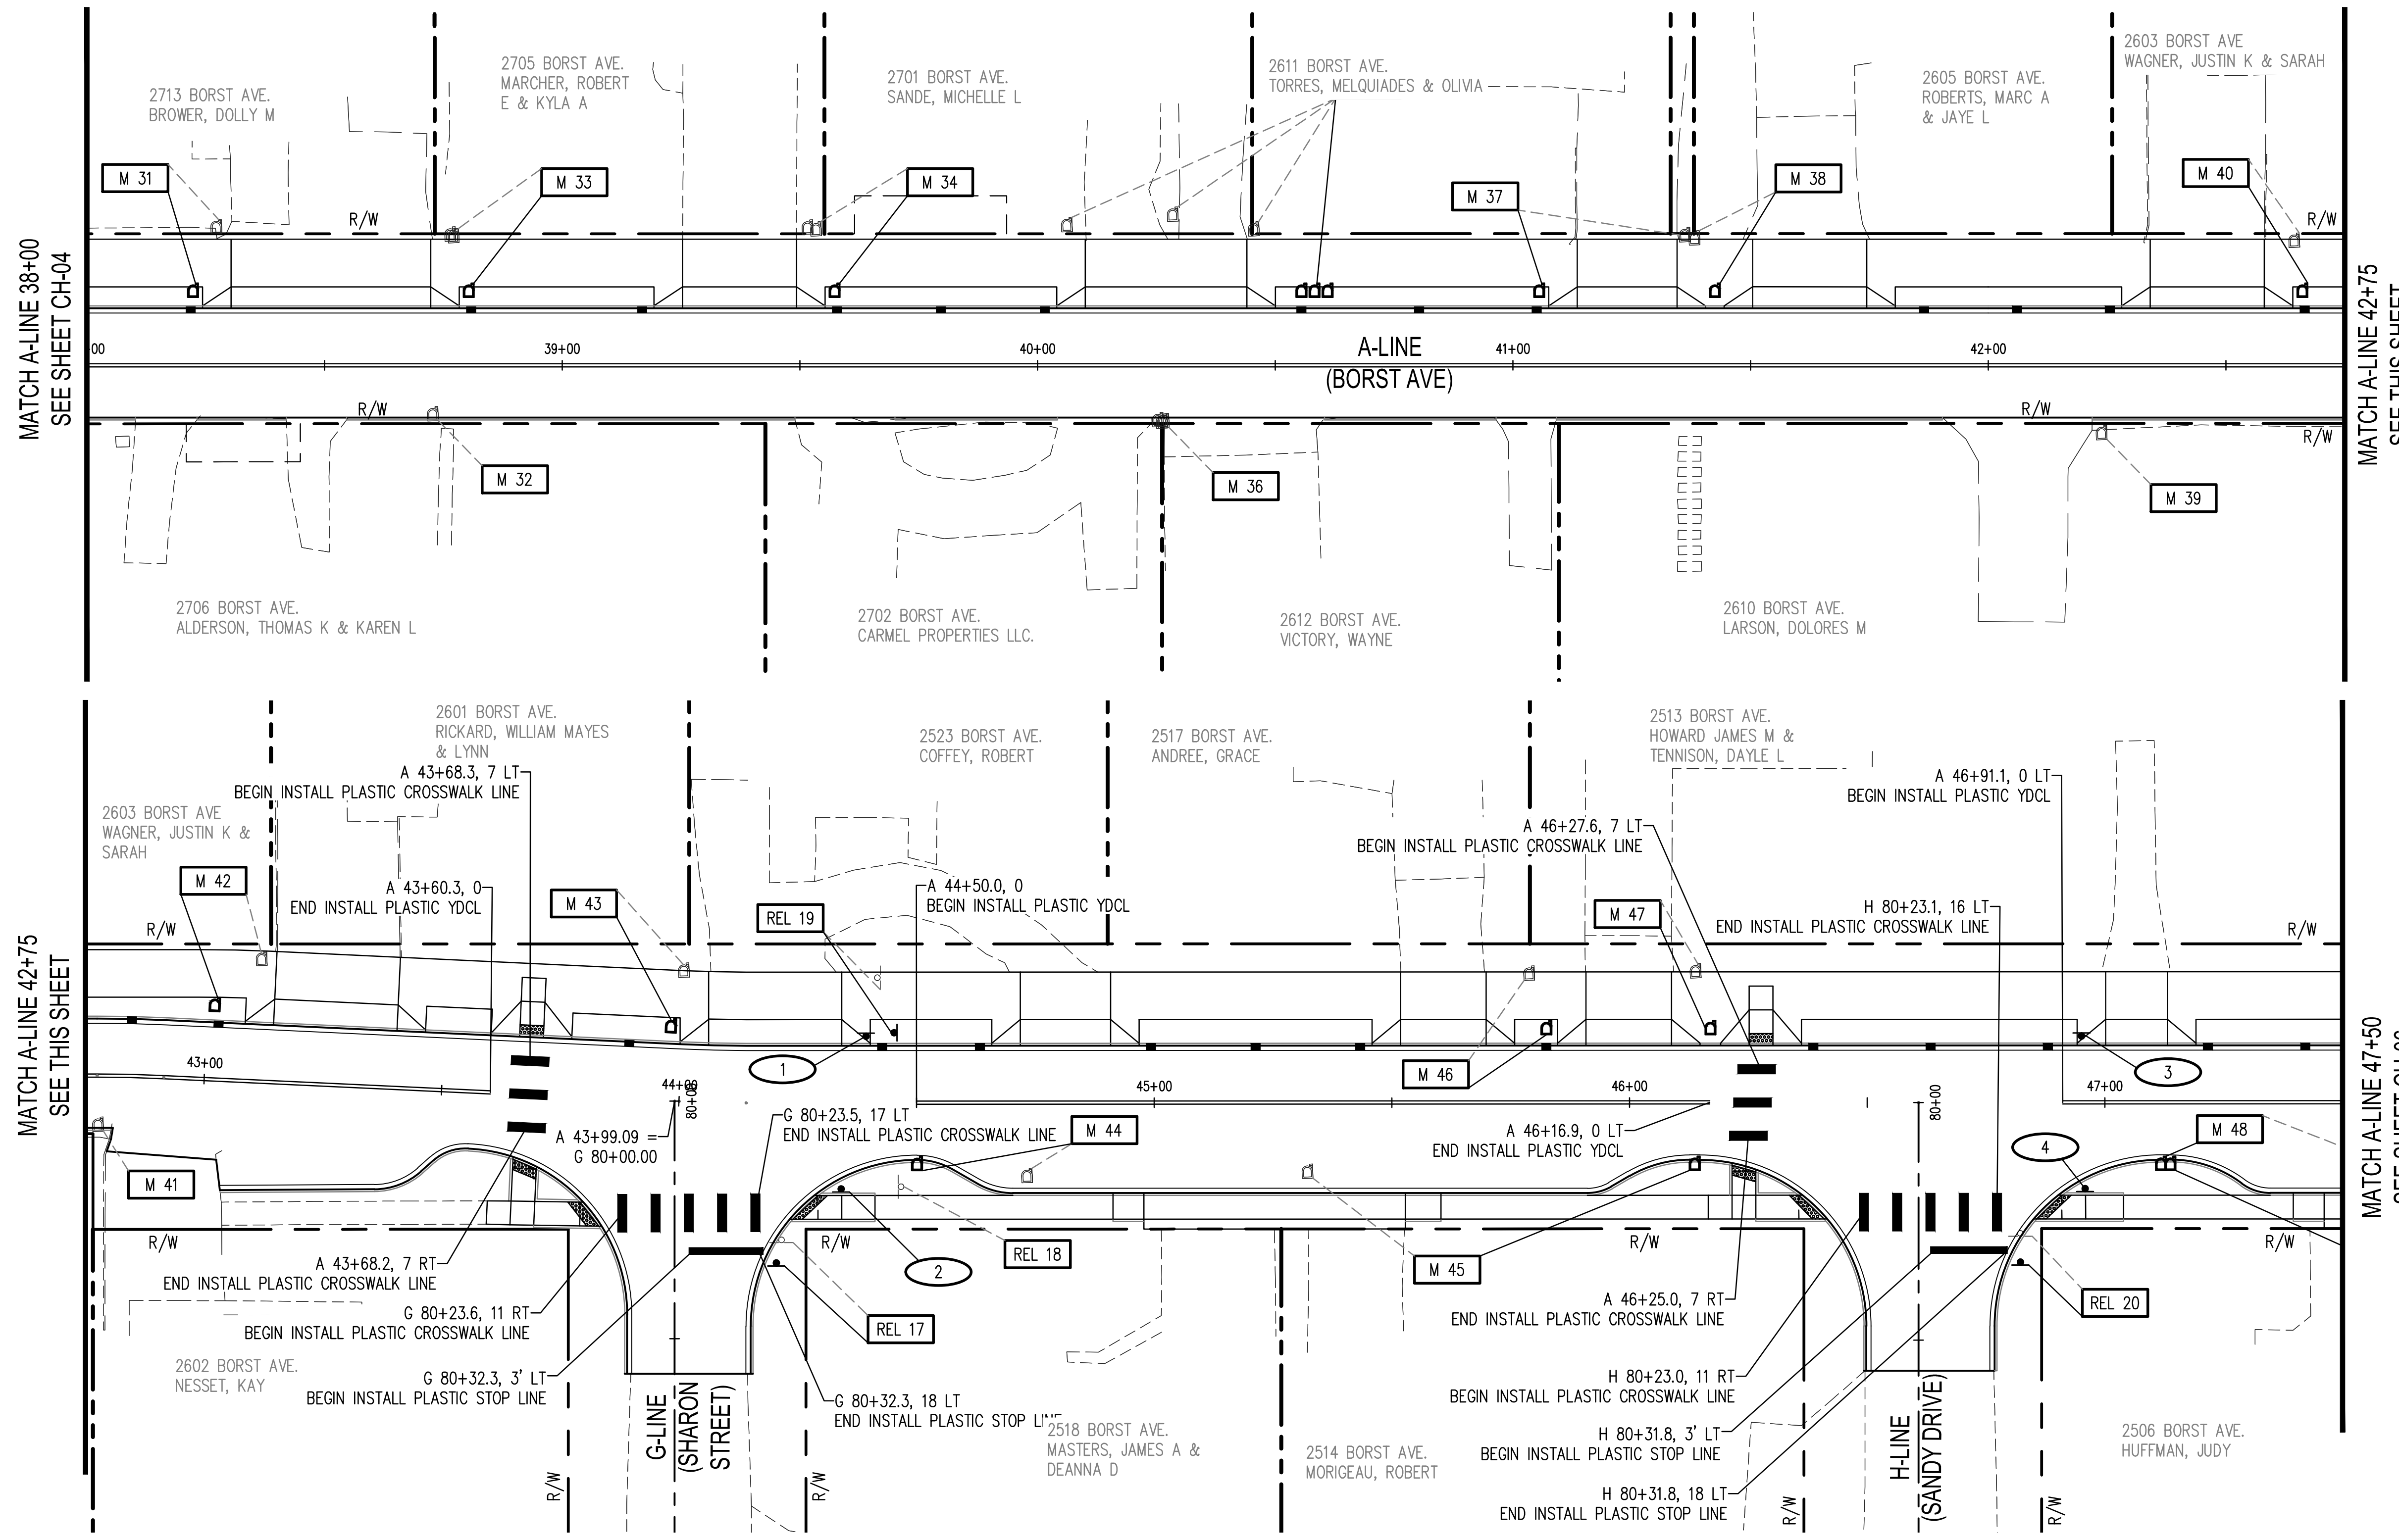 MATCH A-LINE 38+00
SEE SHEET CH-04
2713 BORST AVE.
BROWER, DOLLY M
2705 BORST AVE.
MARCHER, ROBERT
E & KYLA A
2701 BORST AVE.
SANDE, MICHELLE L
2611 BORST AVE.
TORRES, MELQUIADES & OLIVIA
2605 BORST AVE.
ROBERTS, MARC A
& JAYE L
2603 BORST AVE
WAGNER, JUSTIN K & SARAH
M 31
M 33
M 34
M 37
M 38
M 40
R/W
R/W
00
39+00
40+00
A-LINE
(BORST AVE)
41+00
42+00
R/W
R/W
R/W
M 32
M 36
M 39
2706 BORST AVE.
ALDERSON, THOMAS K & KAREN L
2702 BORST AVE.
CARMEL PROPERTIES LLC.
2612 BORST AVE.
VICTORY, WAYNE
2610 BORST AVE.
LARSON, DOLORES M
MATCH A-LINE 42+75
MATCH A-LINE 42+75
SEE THIS SHEET
2603 BORST AVE
WAGNER, JUSTIN K &
SARAH
2601 BORST AVE.
RICKARD, WILLIAM MAYES
& LYNN
2523 BORST AVE.
COFFEY, ROBERT
2517 BORST AVE.
ANDREE, GRACE
2513 BORST AVE.
HOWARD JAMES M &
TENNISON, DAYLE L
A 43+68.3, 7 LT
BEGIN INSTALL PLASTIC CROSSWALK LINE
A 43+60.3, 0
END INSTALL PLASTIC YDCL
A 44+50.0, 0
BEGIN INSTALL PLASTIC YDCL
A 46+27.6, 7 LT
BEGIN INSTALL PLASTIC CROSSWALK LINE
A 46+91.1, 0 LT
BEGIN INSTALL PLASTIC YDCL
H 80+23.1, 16 LT
END INSTALL PLASTIC CROSSWALK LINE
M 42
M 43
REL 19
M 47
R/W
R/W
43+00
44+00
80+00
1
45+00
M 46
46+00
80+00
47+00
3
A 43+99.09 =
G 80+00.00
G 80+23.5, 17 LT
END INSTALL PLASTIC CROSSWALK LINE
M 44
A 46+16.9, 0 LT
END INSTALL PLASTIC YDCL
4
M 48
M 41
R/W
R/W
R/W
R/W
REL 18
2
M 45
REL 17
REL 20
A 43+68.2, 7 RT
END INSTALL PLASTIC CROSSWALK LINE
G 80+23.6, 11 RT
BEGIN INSTALL PLASTIC CROSSWALK LINE
G 80+32.3, 3' LT
BEGIN INSTALL PLASTIC STOP LINE
G 80+32.3, 18 LT
END INSTALL PLASTIC STOP
A 46+25.0, 7 RT
END INSTALL PLASTIC CROSSWALK LINE
H 80+23.0, 11 RT
BEGIN INSTALL PLASTIC CROSSWALK LINE
H 80+31.8, 3' LT
BEGIN INSTALL PLASTIC STOP LINE
H 80+31.8, 18 LT
END INSTALL PLASTIC STOP LINE
2602 BORST AVE.
NESSET, KAY
2518 BORST AVE.
MASTERS, JAMES A &
DEANNA D
2514 BORST AVE.
MORIGEAU, ROBERT
2506 BORST AVE.
HUFFMAN, JUDY
G-LINE
(SHARON
STREET)
H-LINE
(SANDY DRIVE)
R/W
R/W
R/W
R/W
MATCH A-LINE 47+50